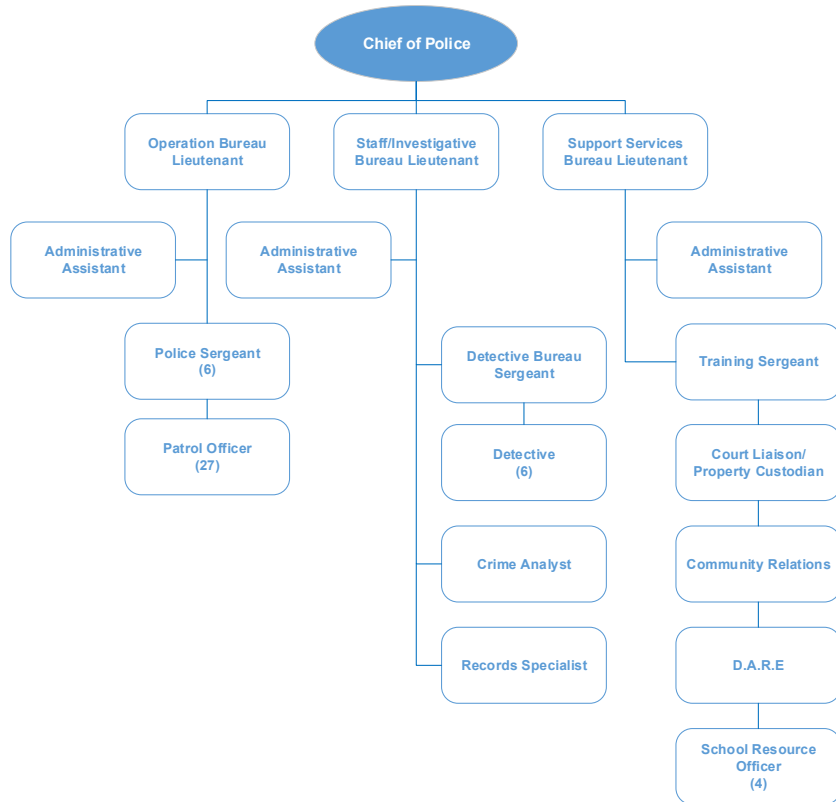 Chief of Police
Operation Bureau
Lieutenant
Staff/Investigative
Bureau Lieutenant
Support Services
Bureau Lieutenant
Administrative
Assistant
Administrative
Assistant
Administrative
Assistant
Police Sergeant
(6)
Detective Bureau
Sergeant
Training Sergeant
Patrol Officer
(27)
Detective
(6)
Court Liaison/
Property Custodian
Crime Analyst
Community Relations
Records Specialist
D.A.R.E
School Resource
Officer
(4)